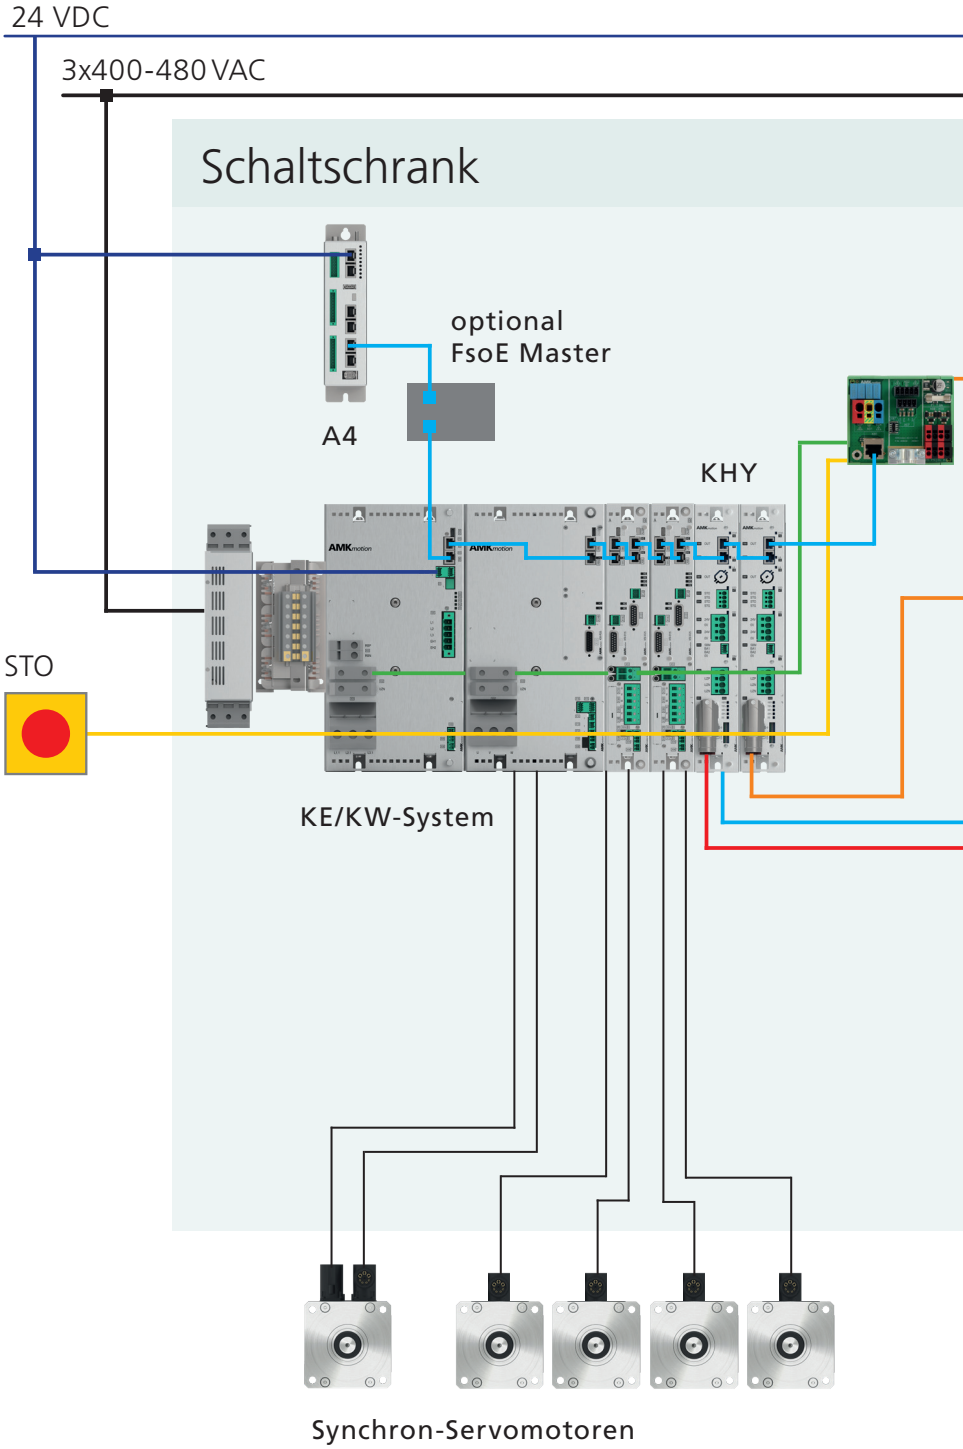 24 VDC
3x400-480 VAC
Schaltschrank
optional
FsoE Master
A4
KHY
AMKmotion
AMKmotion
STO
KE/KW-System
Synchron-Servomotoren